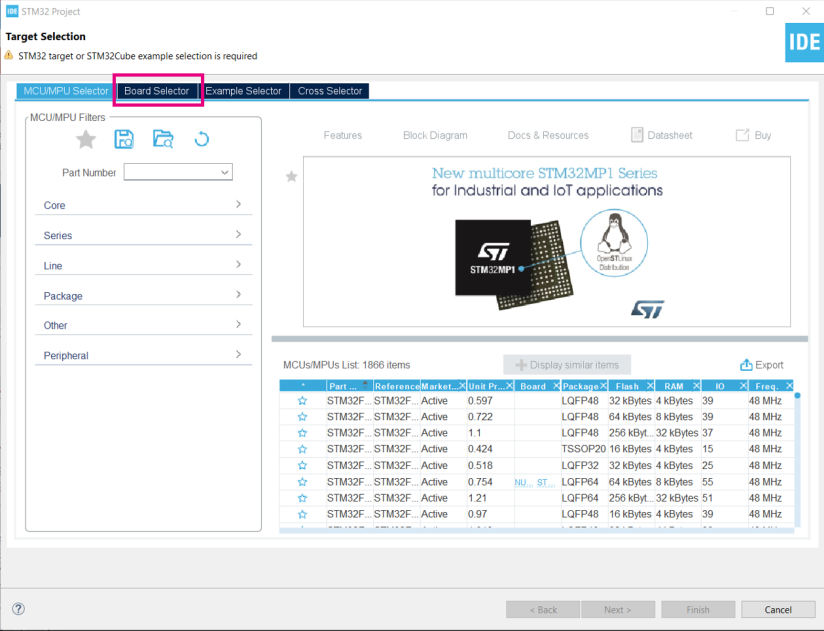 IDE STM32 Project
Target Selection
STM32 target or STM32Cube example selection is required
IDE
MCU/MPU Selector Board Selector Example Selector Cross Selector
MCU/MPU Filters
Part Number
Core
Series
Line
Package
Other
Peripheral
Features Block Diagram Docs & Resources Datasheet Buy
New multicore STM32MP1 Series
for Industrial and IoT applications
STM32MP1
OpenSTLinux
Distribution
MCUs/MPUs List: 1866 items Display similar items Export
* Part ... Reference Market... Unit Pr... Board Package Flash RAM IO Freq.
STM32F... STM32F... Active 0.597 LQFP48 32 kBytes 4 kBytes 39 48 MHz
STM32F... STM32F... Active 0.722 LQFP48 64 kBytes 8 kBytes 39 48 MHz
STM32F... STM32F... Active 1.1 LQFP48 256 kByt... 32 kBytes 37 48 MHz
STM32F... STM32F... Active 0.424 TSSOP20 16 kBytes 4 kBytes 15 48 MHz
STM32F... STM32F... Active 0.518 LQFP32 32 kBytes 4 kBytes 25 48 MHz
STM32F... STM32F... Active 0.754 NU... ST... LQFP64 64 kBytes 8 kBytes 55 48 MHz
STM32F... STM32F... Active 1.21 LQFP64 256 kByt... 32 kBytes 51 48 MHz
STM32F... STM32F... Active 0.97 LQFP48 16 kBytes 4 kBytes 39 48 MHz
? < Back Next > Finish Cancel